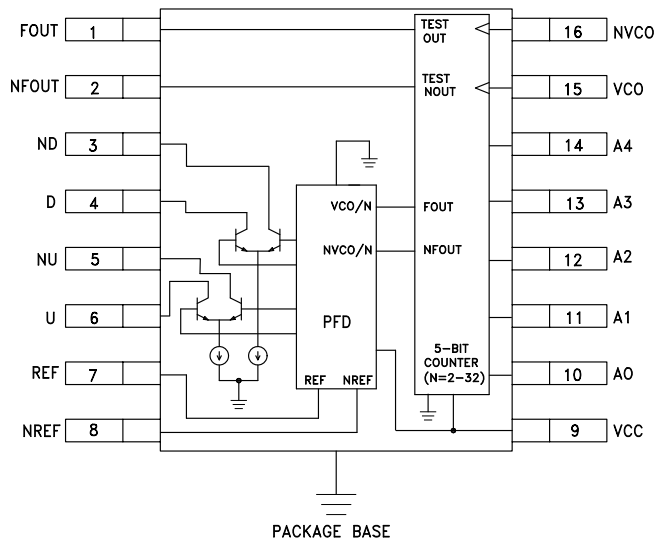 FOUT 1
NFOUT 2
ND 3
D 4
NU 5
U 6
REF 7
NREF 8
TEST
OUT
TEST
NOUT
VCO/N
FOUT
NVCO/N
NFOUT
PFD
REF NREF
5-BIT
COUNTER
(N=2-32)
16 NVCO
15 VCO
14 A4
13 A3
12 A2
11 A1
10 A0
9 VCC
PACKAGE BASE